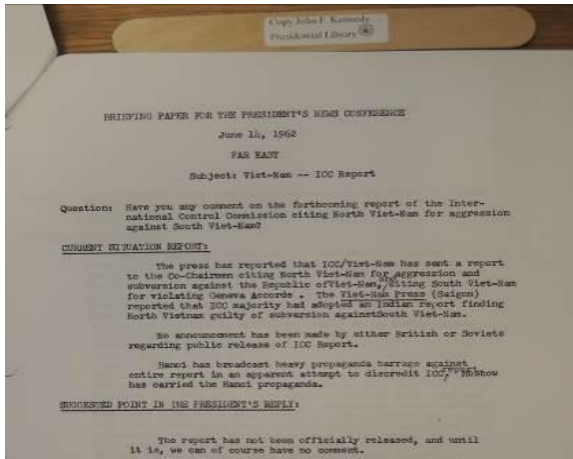 Copy John F. Kennedy
Presidential Library
BRIEFING PAPER FOR THE PRESIDENT'S NEWS CONFERENCE
June 14, 1962
FAR EAST
Subject: Viet-Nam -- ICC Report
Question: Have you any comment on the forthcoming report of the Inter-
national Control Commission citing North Viet-Nam for aggression
against South Viet-Nam?
CURRENT SITUATION REPORT:
The press has reported that ICC/Viet-Nam has sent a report
to the Co-Chairmen citing North Viet-Nam for aggression and
subversion against the Republic ofViet-Nam, citing South Viet-Nam
for violating Geneva Accords . The Viet-Nam Press (Saigon)
reported that ICC majority had adopted an Indian report finding
North Vietnam guilty of subversion againstSouth Viet-Nam.
No announcement has been made by either British or Soviets
regarding public release of ICC Report.
Hanoi has broadcast heavy propaganda barrage against
entire report in an apparent attempt to discredit ICC, Moscow
has carried the Hanoi propaganda.
SUGGESTED POINT IN THE PRESIDENT'S REPLY:
The report has not been officially released, and until
it is, we can of course have no comment.